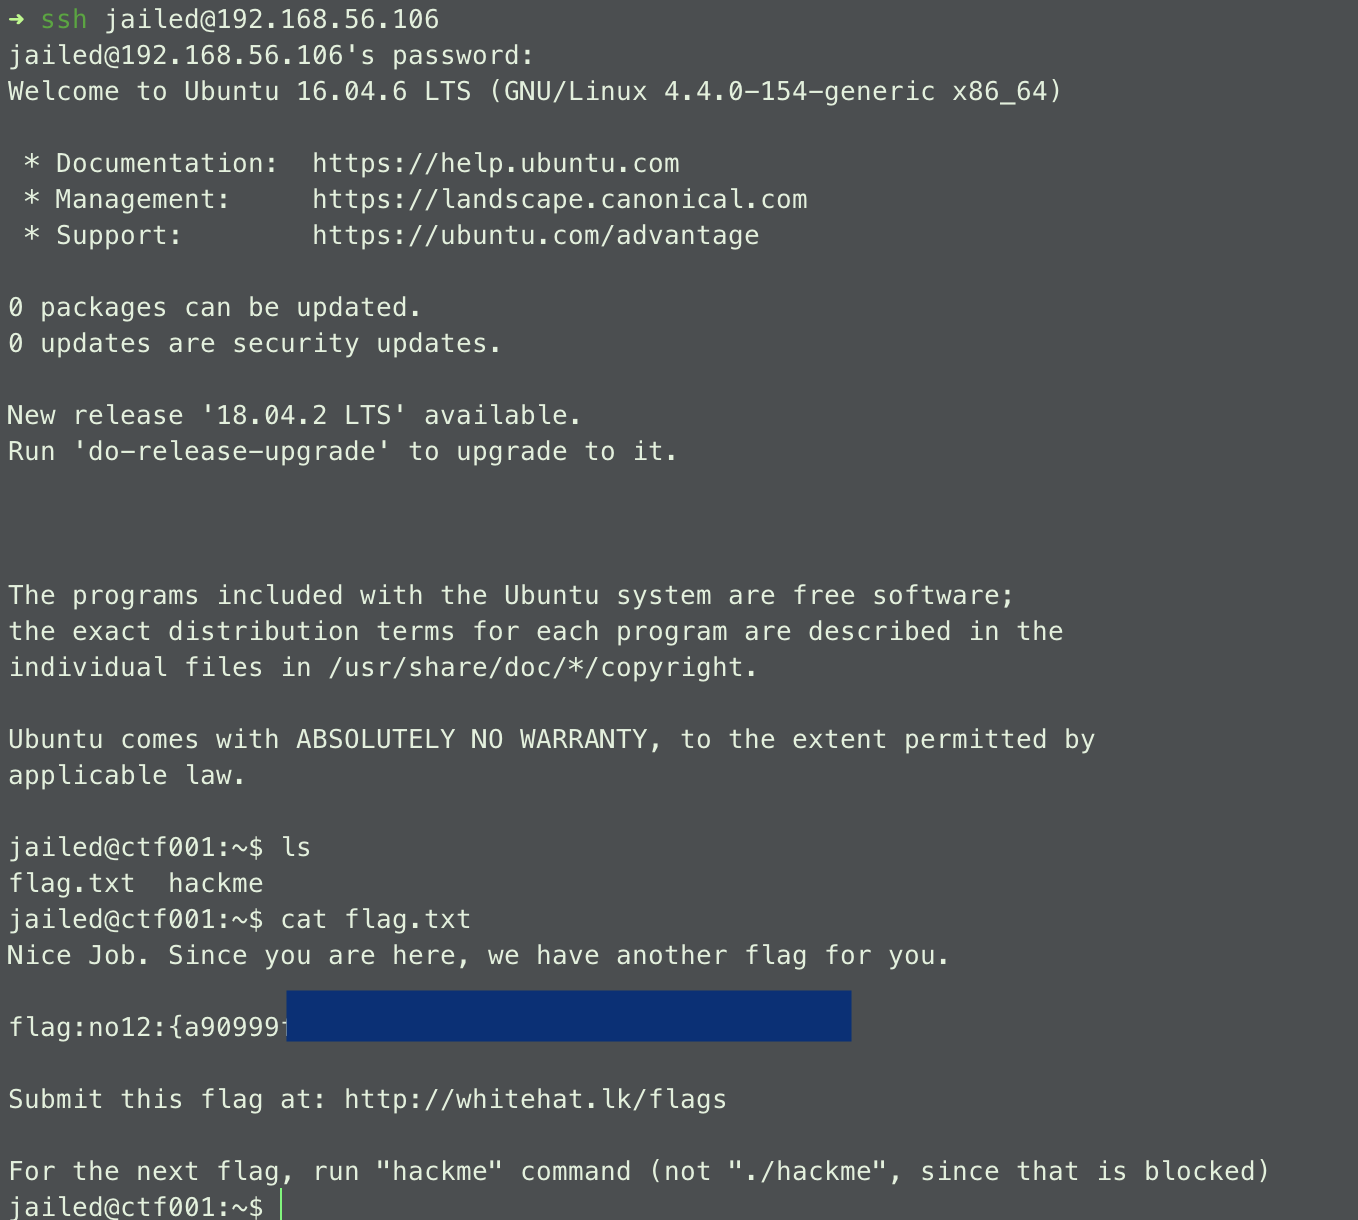 ➜ ssh jailed@192.168.56.106
jailed@192.168.56.106's password:
Welcome to Ubuntu 16.04.6 LTS (GNU/Linux 4.4.0-154-generic x86_64)
* Documentation: https://help.ubuntu.com
* Management: https://landscape.canonical.com
* Support: https://ubuntu.com/advantage
0 packages can be updated.
0 updates are security updates.
New release '18.04.2 LTS' available.
Run 'do-release-upgrade' to upgrade to it.
The programs included with the Ubuntu system are free software;
the exact distribution terms for each program are described in the
individual files in /usr/share/doc/*/copyright.
Ubuntu comes with ABSOLUTELY NO WARRANTY, to the extent permitted by
applicable law.
jailed@ctf001:~$ ls
flag.txt hackme
jailed@ctf001:~$ cat flag.txt
Nice Job. Since you are here, we have another flag for you.
flag:no12:{a90999
Submit this flag at: http://whitehat.lk/flags
For the next flag, run "hackme" command (not "./hackme", since that is blocked)
jailed@ctf001:~$